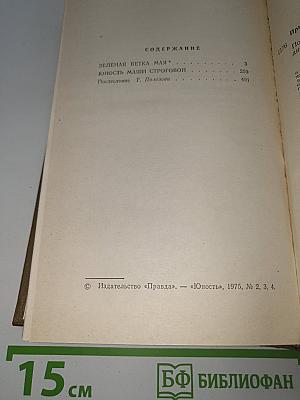 СОДЕРЖАНИЕ
ЗЕЛЕНАЯ ВЕТКА МАЯ* . . . . . . . . . 3
ЮНОСТЬ МАШИ СТРОГОВОЙ . . . . . . .
Послесловие
© Издательство «Правда». — «Юность», 1975, № 2, 3, 4.
15 см
БФ БИБЛИОФАН